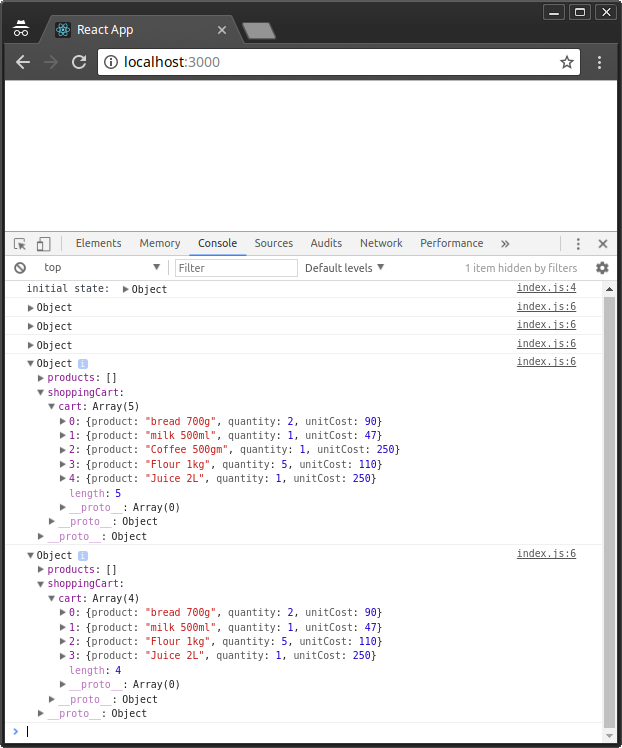 React App
localhost:3000
Elements Memory Console Sources Audits Network Performance »
top Filter Default levels 1 item hidden by filters
initial state: Object index.js:4
Object index.js:6
Object index.js:6
Object index.js:6
Object index.js:6
products: []
shoppingCart:
cart: Array(5)
0: {product: "bread 700g", quantity: 2, unitCost: 90}
1: {product: "milk 500ml", quantity: 1, unitCost: 47}
2: {product: "Coffee 500gm", quantity: 1, unitCost: 250}
3: {product: "Flour 1kg", quantity: 5, unitCost: 110}
4: {product: "Juice 2L", quantity: 1, unitCost: 250}
length: 5
__proto__: Array(0)
__proto__: Object
__proto__: Object
Object index.js:6
products: []
shoppingCart:
cart: Array(4)
0: {product: "bread 700g", quantity: 2, unitCost: 90}
1: {product: "milk 500ml", quantity: 1, unitCost: 47}
2: {product: "Flour 1kg", quantity: 5, unitCost: 110}
3: {product: "Juice 2L", quantity: 1, unitCost: 250}
length: 4
__proto__: Array(0)
__proto__: Object
__proto__: Object